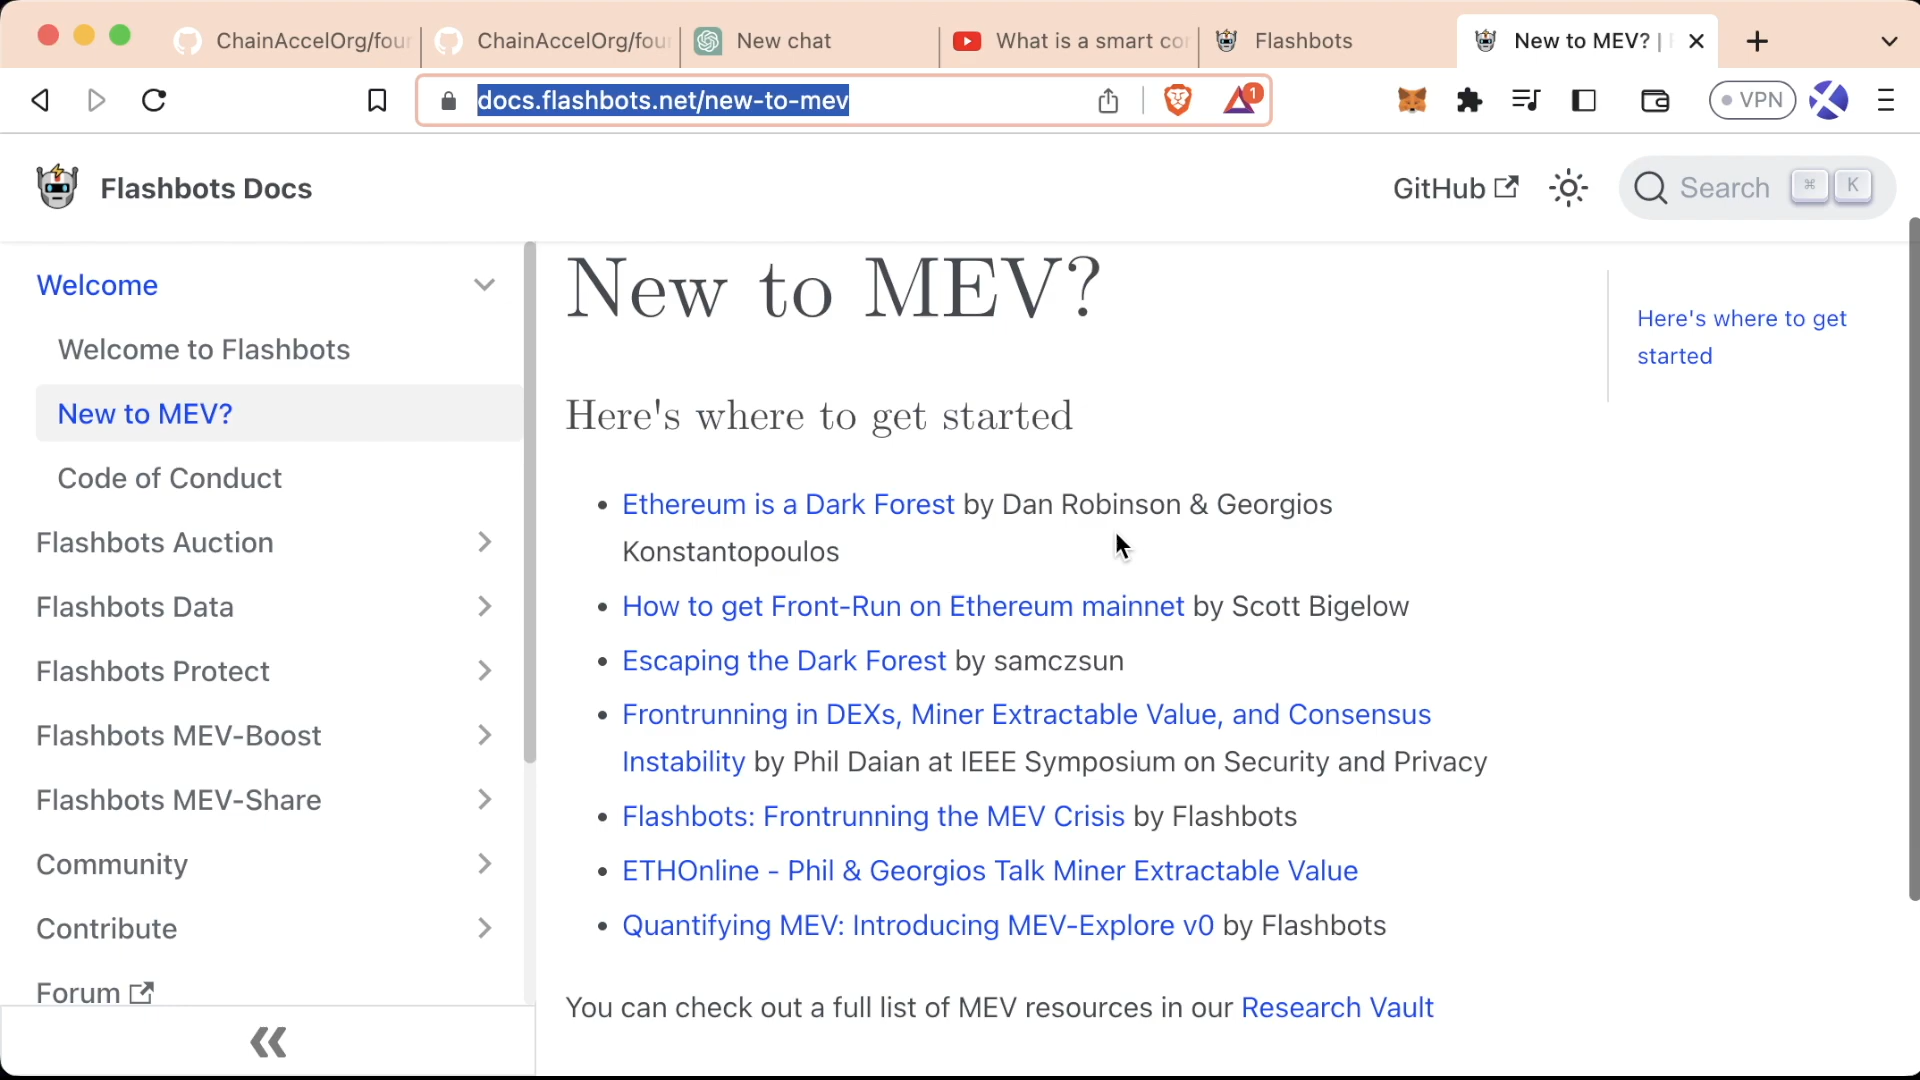 ChainAccelOrg/four
ChainAccelOrg/four
New chat
What is a smart cor
Flashbots
New to MEV? |
docs.flashbots.net/new-to-mev
1
VPN
Flashbots Docs
GitHub
Search
⌘ K
Welcome
Welcome to Flashbots
New to MEV?
Code of Conduct
Flashbots Auction
Flashbots Data
Flashbots Protect
Flashbots MEV-Boost
Flashbots MEV-Share
Community
Contribute
Forum
New to MEV?
Here's where to get started
Ethereum is a Dark Forest by Dan Robinson & Georgios
Konstantopoulos
How to get Front-Run on Ethereum mainnet by Scott Bigelow
Escaping the Dark Forest by samczsun
Frontrunning in DEXs, Miner Extractable Value, and Consensus
Instability by Phil Daian at IEEE Symposium on Security and Privacy
Flashbots: Frontrunning the MEV Crisis by Flashbots
ETHOnline - Phil & Georgios Talk Miner Extractable Value
Quantifying MEV: Introducing MEV-Explore v0 by Flashbots
You can check out a full list of MEV resources in our Research Vault
Here's where to get
started